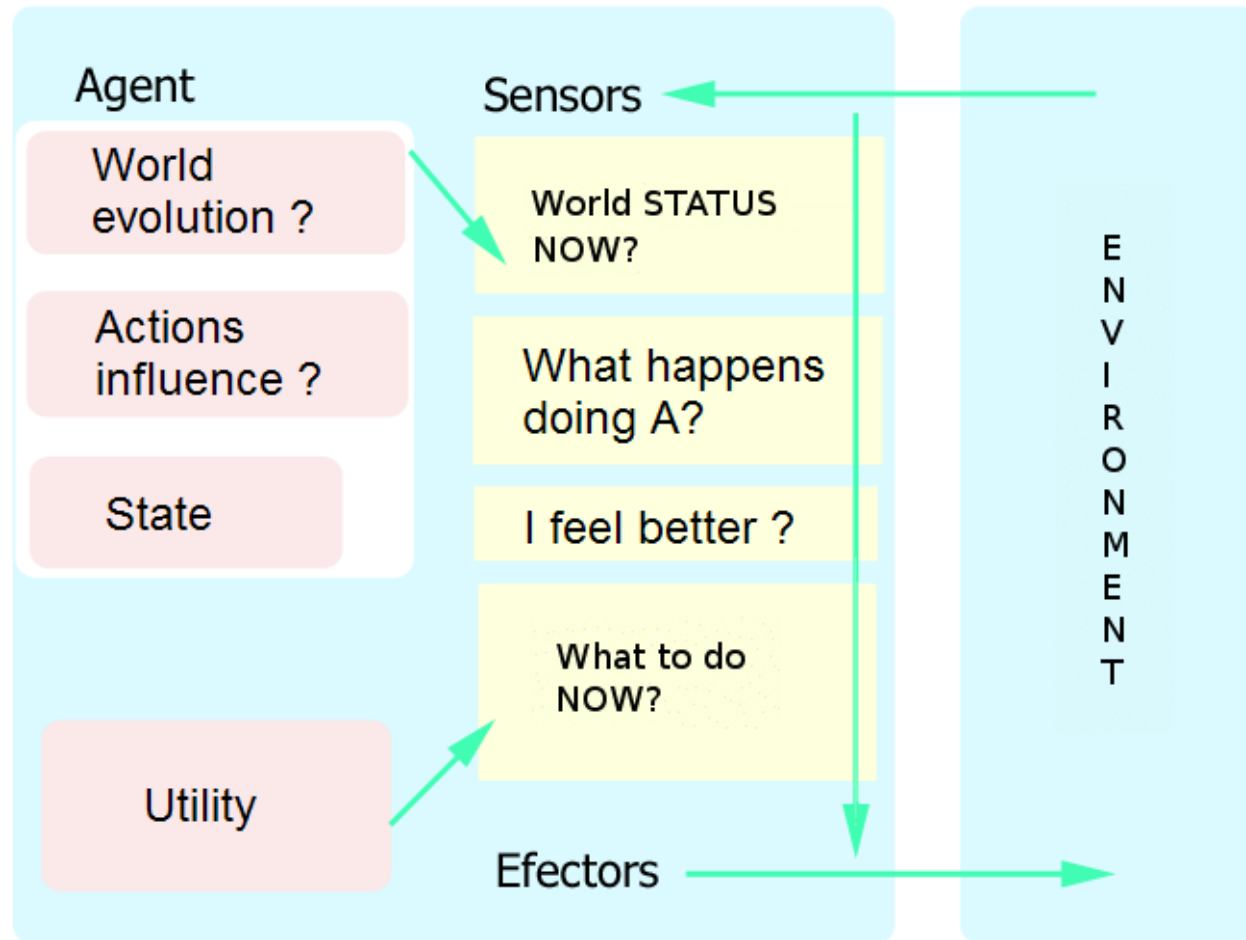 Agent
World
evolution ?
Actions
influence ?
State
Utility
Sensors
World STATUS
NOW?
What happens
doing A?
I feel better ?
What to do
NOW?
Efectors
E
N
V
I
R
O
N
M
E
N
T